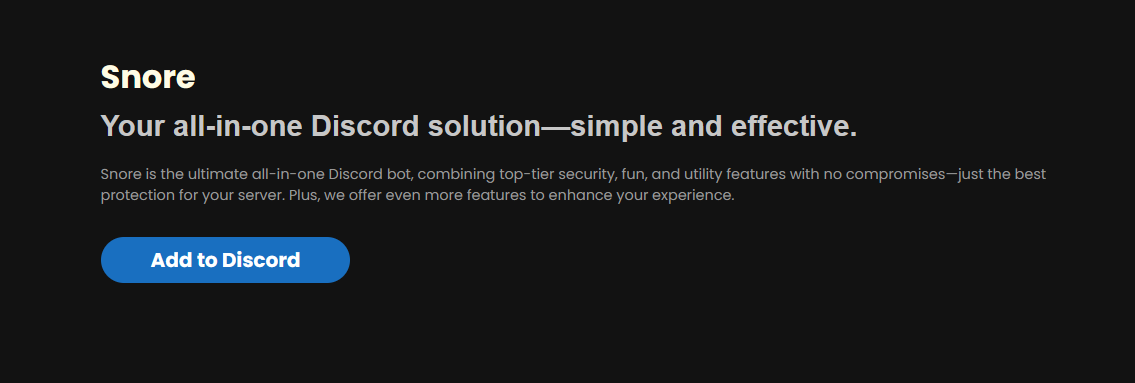 Snore
Your all-in-one Discord solution—simple and effective.
Snore is the ultimate all-in-one Discord bot, combining top-tier security, fun, and utility features with no compromises—just the best
protection for your server. Plus, we offer even more features to enhance your experience.
Add to Discord